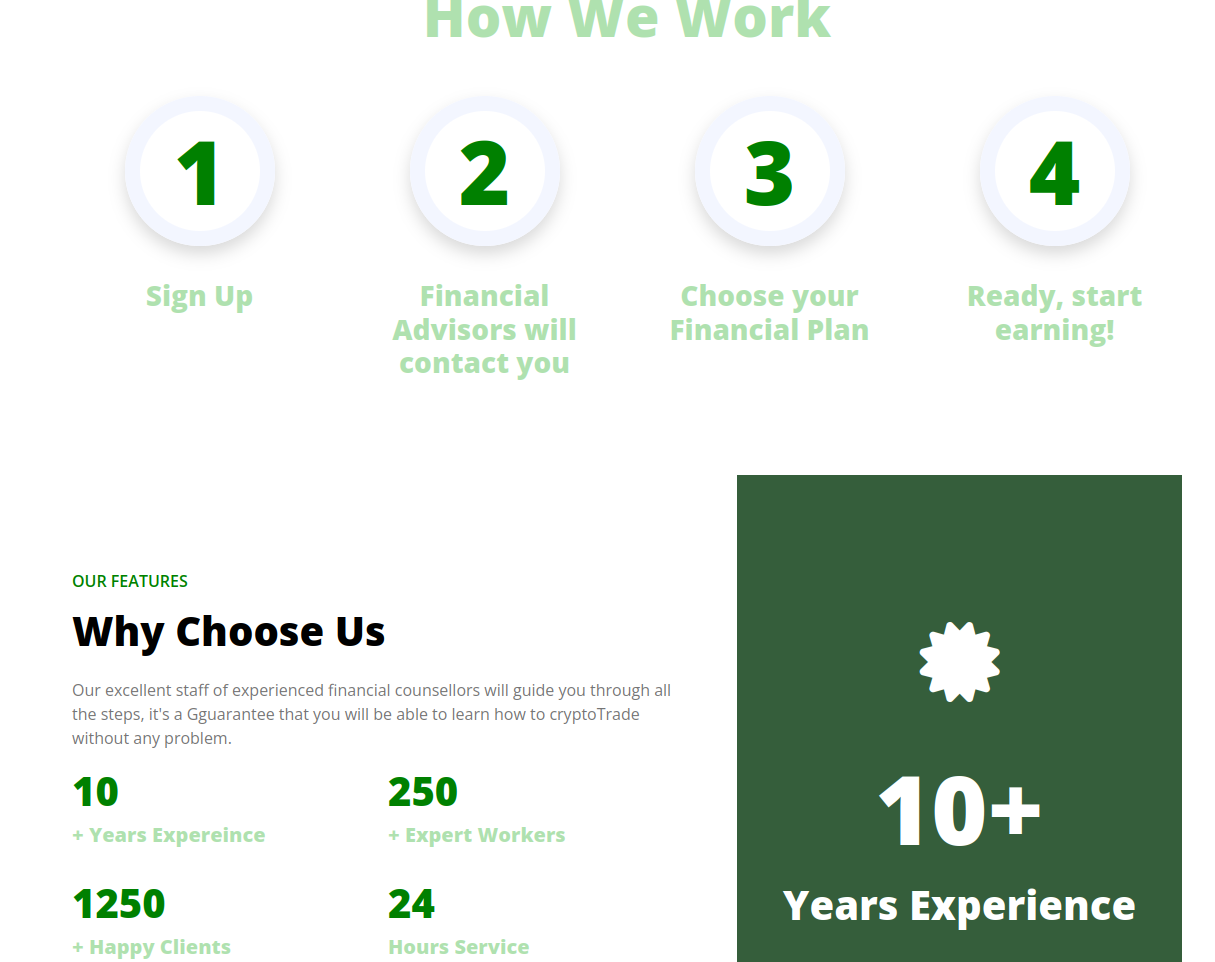 How We Work
1
2
3
4
Sign Up
Financial
Advisors will
contact you
Choose your
Financial Plan
Ready, start
earning!
OUR FEATURES
Why Choose Us
Our excellent staff of experienced financial counsellors will guide you through all
the steps, it's a Gguarantee that you will be able to learn how to cryptoTrade
without any problem.
10
+ Years Expereince
250
+ Expert Workers
1250
+ Happy Clients
24
Hours Service
10+
Years Experience